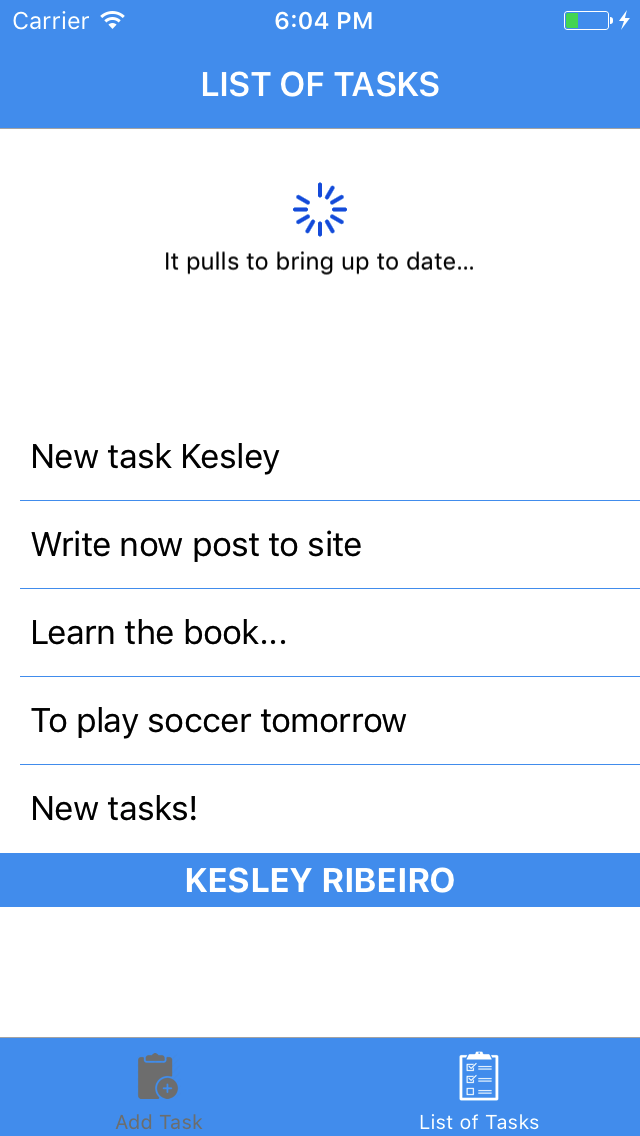 Carrier 6:04 PM
LIST OF TASKS
It pulls to bring up to date...
New task Kesley
Write now post to site
Learn the book...
To play soccer tomorrow
New tasks!
KESLEY RIBEIRO
Add Task List of Tasks